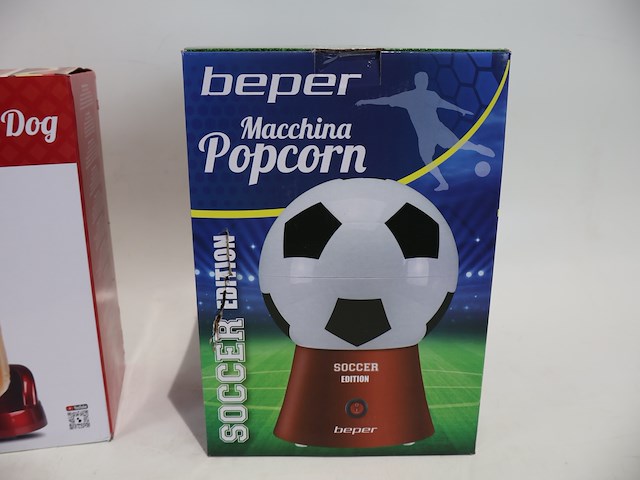 Dog
beper
Macchina
Popcorn
SOCCER EDITION
SOCCER
EDITION
beper